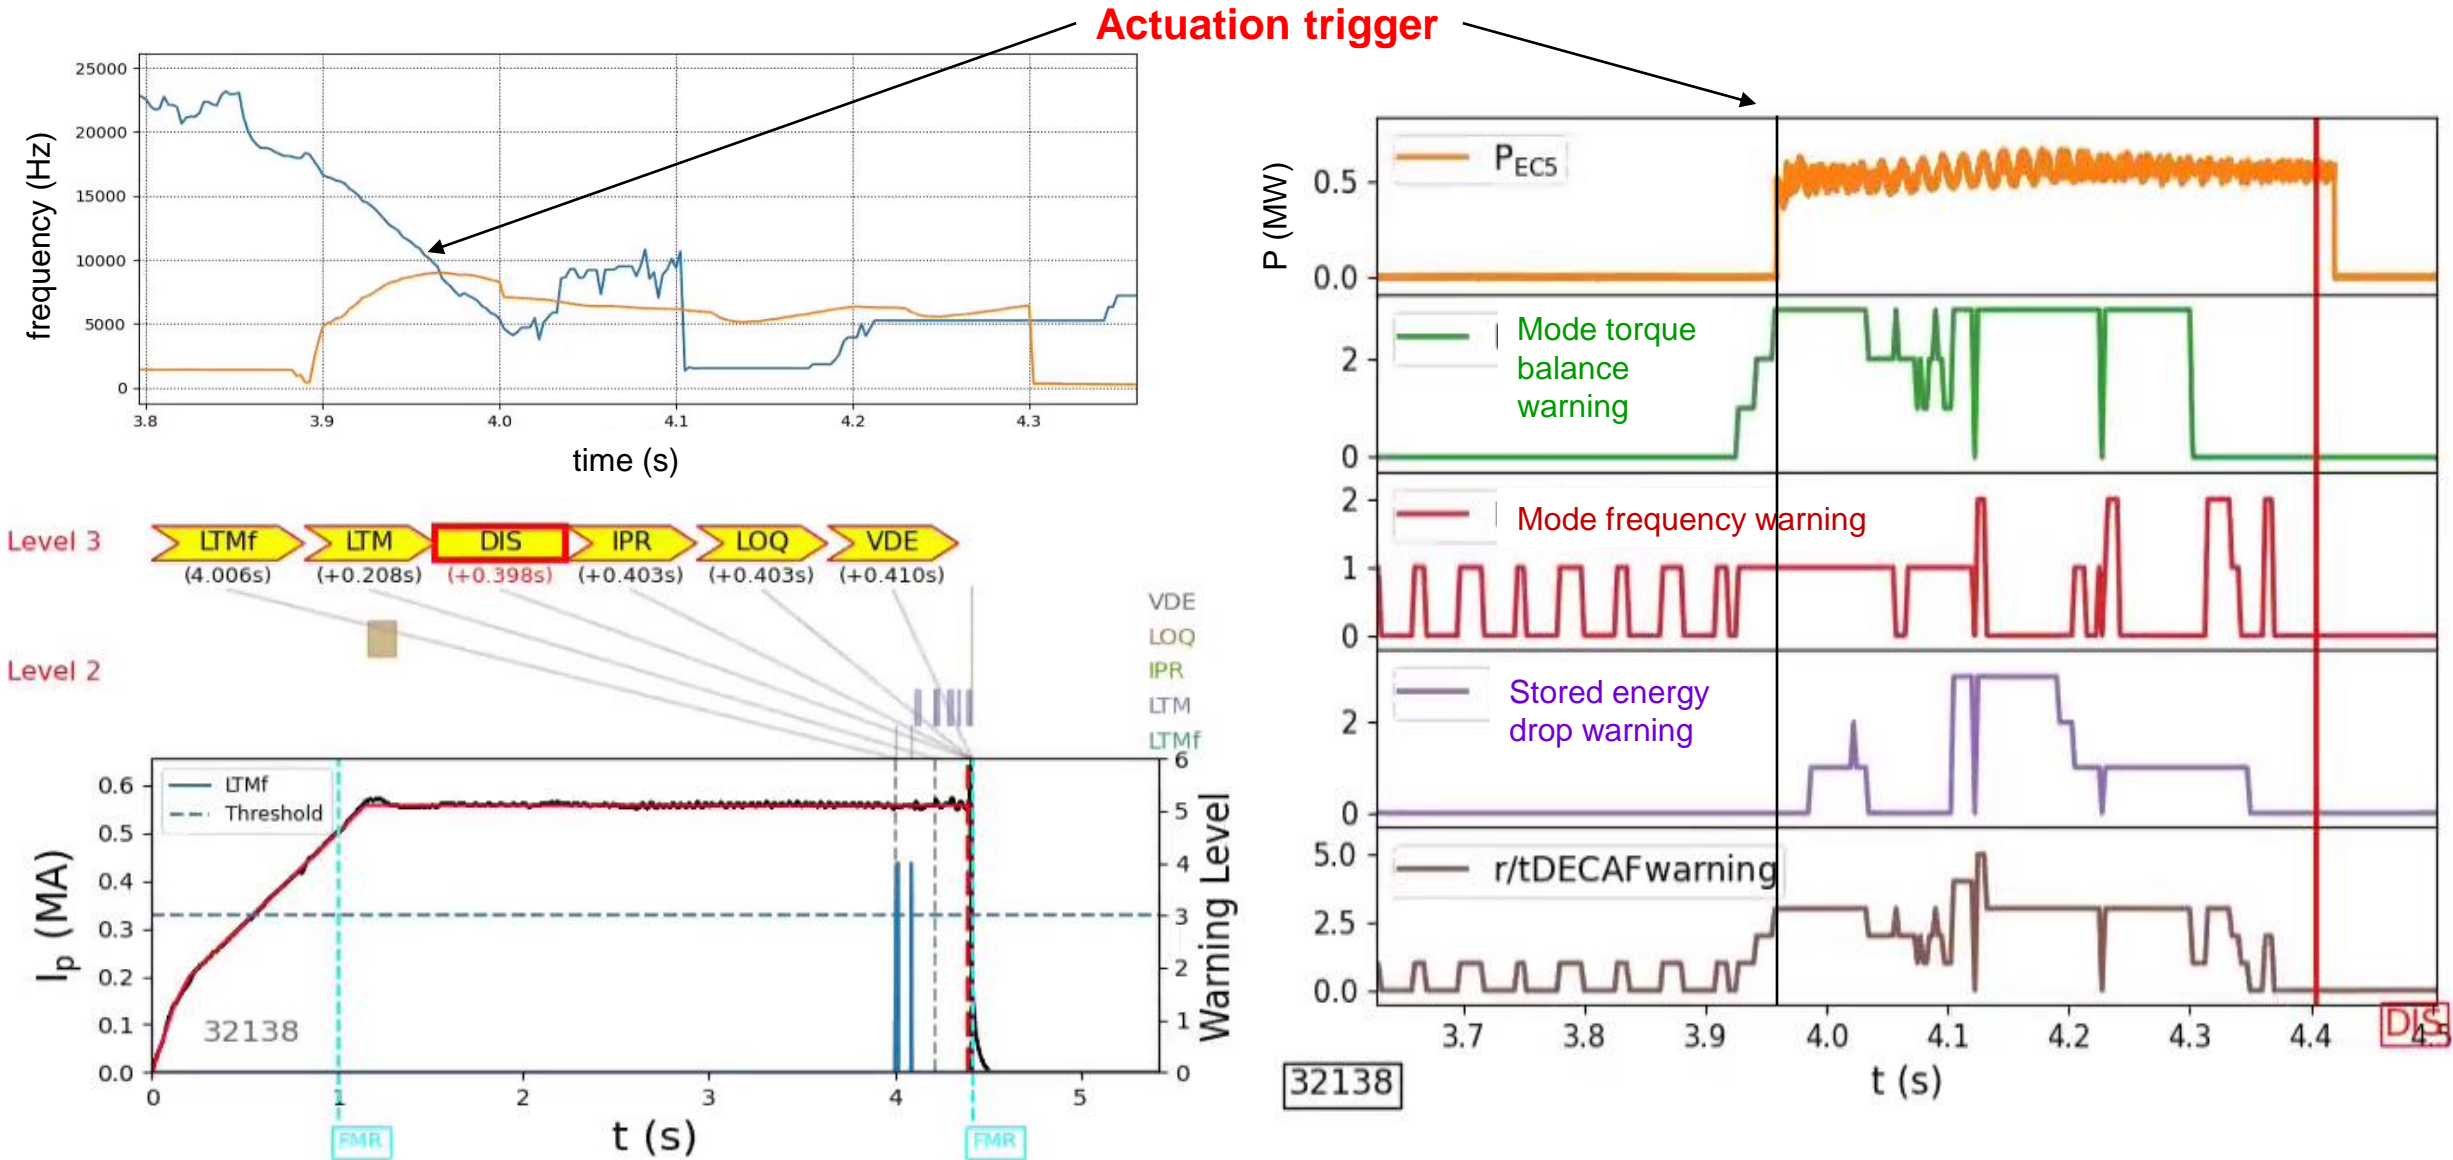 Actuation trigger
frequency (Hz)
25000
20000
15000
10000
5000
0
3.8 3.9 4.0 4.1 4.2 4.3
time (s)
Level 3
LTMf LTM DIS IPR LOQ VDE
(4.006s) (+0.208s) (+0.398s) (+0.403s) (+0.403s) (+0.410s)
Level 2
VDE
LOQ
IPR
LTM
LTMf
Ip (MA)
0.6
0.5
0.4
0.3
0.2
0.1
0.0
LTMf
Threshold
32138
6
5
4
3
2
1
0
Warning Level
0 1 2 3 4 5
t (s)
FMR FMR
P (MW)
0.5
0.0
PEC5
2
0
Mode torque
balance
warning
2
1
0
Mode frequency warning
2
0
Stored energy
drop warning
5.0
2.5
0.0
r/tDECAFwarning
3.7 3.8 3.9 4.0 4.1 4.2 4.3 4.4 4.5
DIS
32138
t (s)